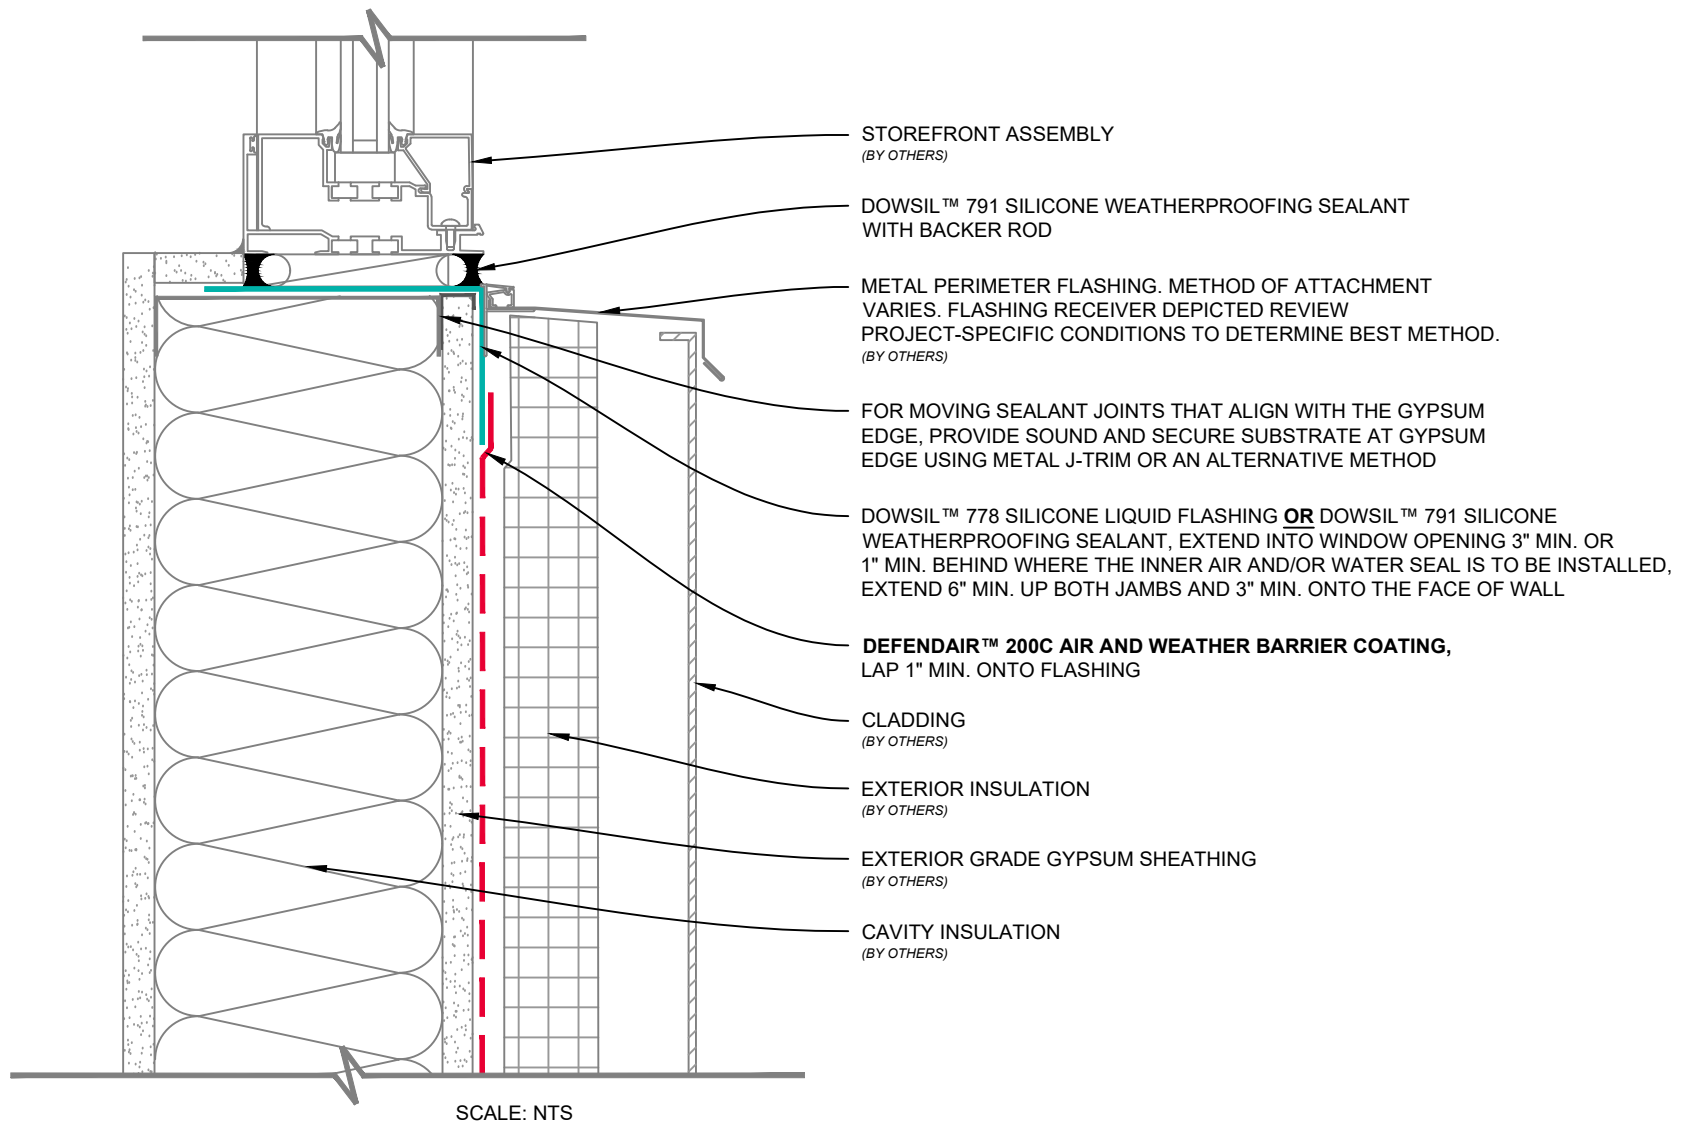 STOREFRONT ASSEMBLY
(BY OTHERS)
DOWSIL™ 791 SILICONE WEATHERPROOFING SEALANT
WITH BACKER ROD
METAL PERIMETER FLASHING. METHOD OF ATTACHMENT
VARIES. FLASHING RECEIVER DEPICTED REVIEW
PROJECT-SPECIFIC CONDITIONS TO DETERMINE BEST METHOD.
(BY OTHERS)
FOR MOVING SEALANT JOINTS THAT ALIGN WITH THE GYPSUM
EDGE, PROVIDE SOUND AND SECURE SUBSTRATE AT GYPSUM
EDGE USING METAL J-TRIM OR AN ALTERNATIVE METHOD
DOWSIL™ 778 SILICONE LIQUID FLASHING OR DOWSIL™ 791 SILICONE
WEATHERPROOFING SEALANT, EXTEND INTO WINDOW OPENING 3" MIN. OR
1" MIN. BEHIND WHERE THE INNER AIR AND/OR WATER SEAL IS TO BE INSTALLED,
EXTEND 6" MIN. UP BOTH JAMBS AND 3" MIN. ONTO THE FACE OF WALL
DEFENDAIR™ 200C AIR AND WEATHER BARRIER COATING,
LAP 1" MIN. ONTO FLASHING
CLADDING
(BY OTHERS)
EXTERIOR INSULATION
(BY OTHERS)
EXTERIOR GRADE GYPSUM SHEATHING
(BY OTHERS)
CAVITY INSULATION
(BY OTHERS)
SCALE: NTS